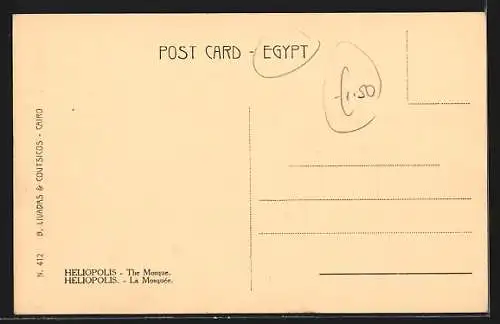 POST CARD - EGYPT
£1.50
N. 412 B. LIVADAS & COUTSICOS - CAIRO
HELIOPOLIS - The Mosque.
HELIOPOLIS. - La Mosquée.